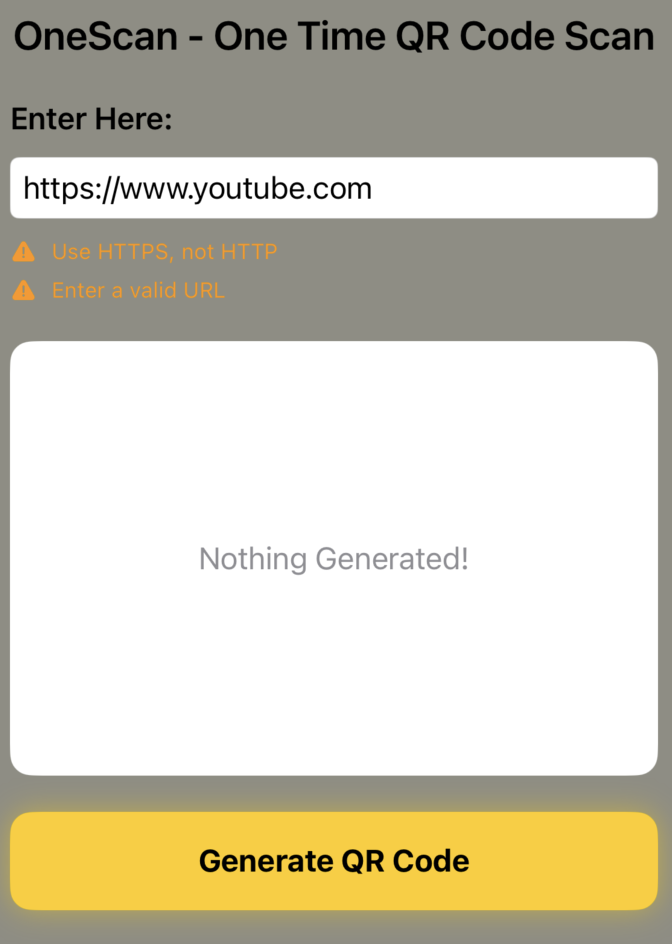 OneScan - One Time QR Code Scan
Enter Here:
https://www.youtube.com
Use HTTPS, not HTTP
Enter a valid URL
Nothing Generated!
Generate QR Code